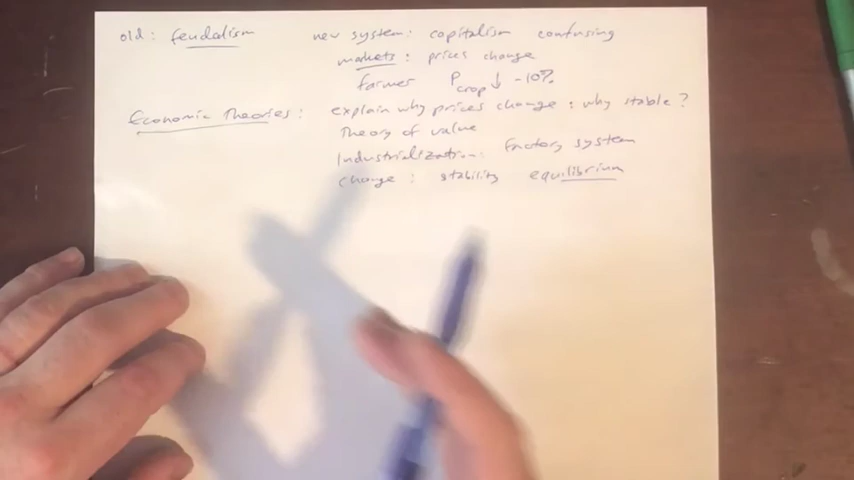 old: feudalism new system: capitalism confusing
markets: prices change
farmer P crop ↓ -10%
Economic Theories: explain why prices change: why stable?
Theory of value
Industrialization: factory system
change: stability equilibrium